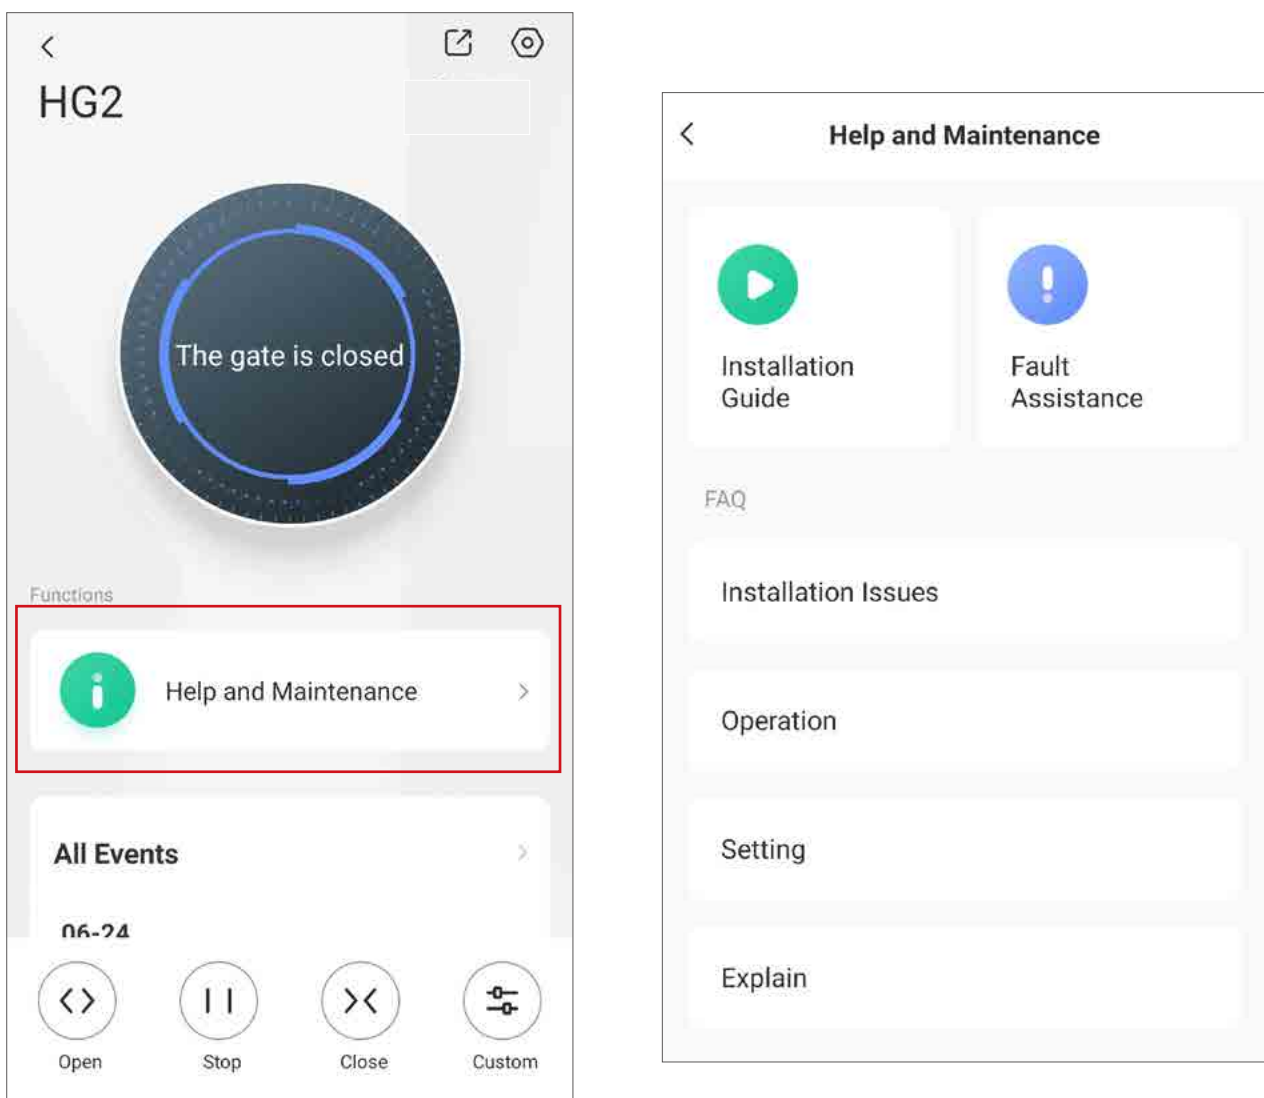 HG2
The gate is closed
Functions
Help and Maintenance
All Events
06-24
Open
Stop
Close
Custom
Help and Maintenance
Installation
Guide
Fault
Assistance
FAQ
Installation Issues
Operation
Setting
Explain